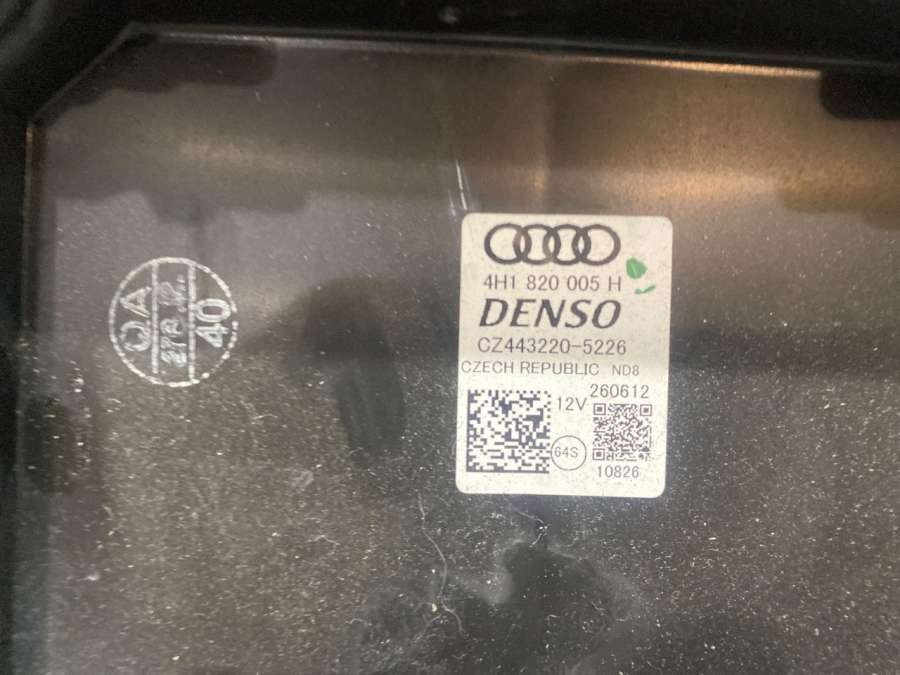 4H1 820 005 H
DENSO
CZ443220-5226
CZECH REPUBLIC ND8
260612
12V
64S
10826
QA
40